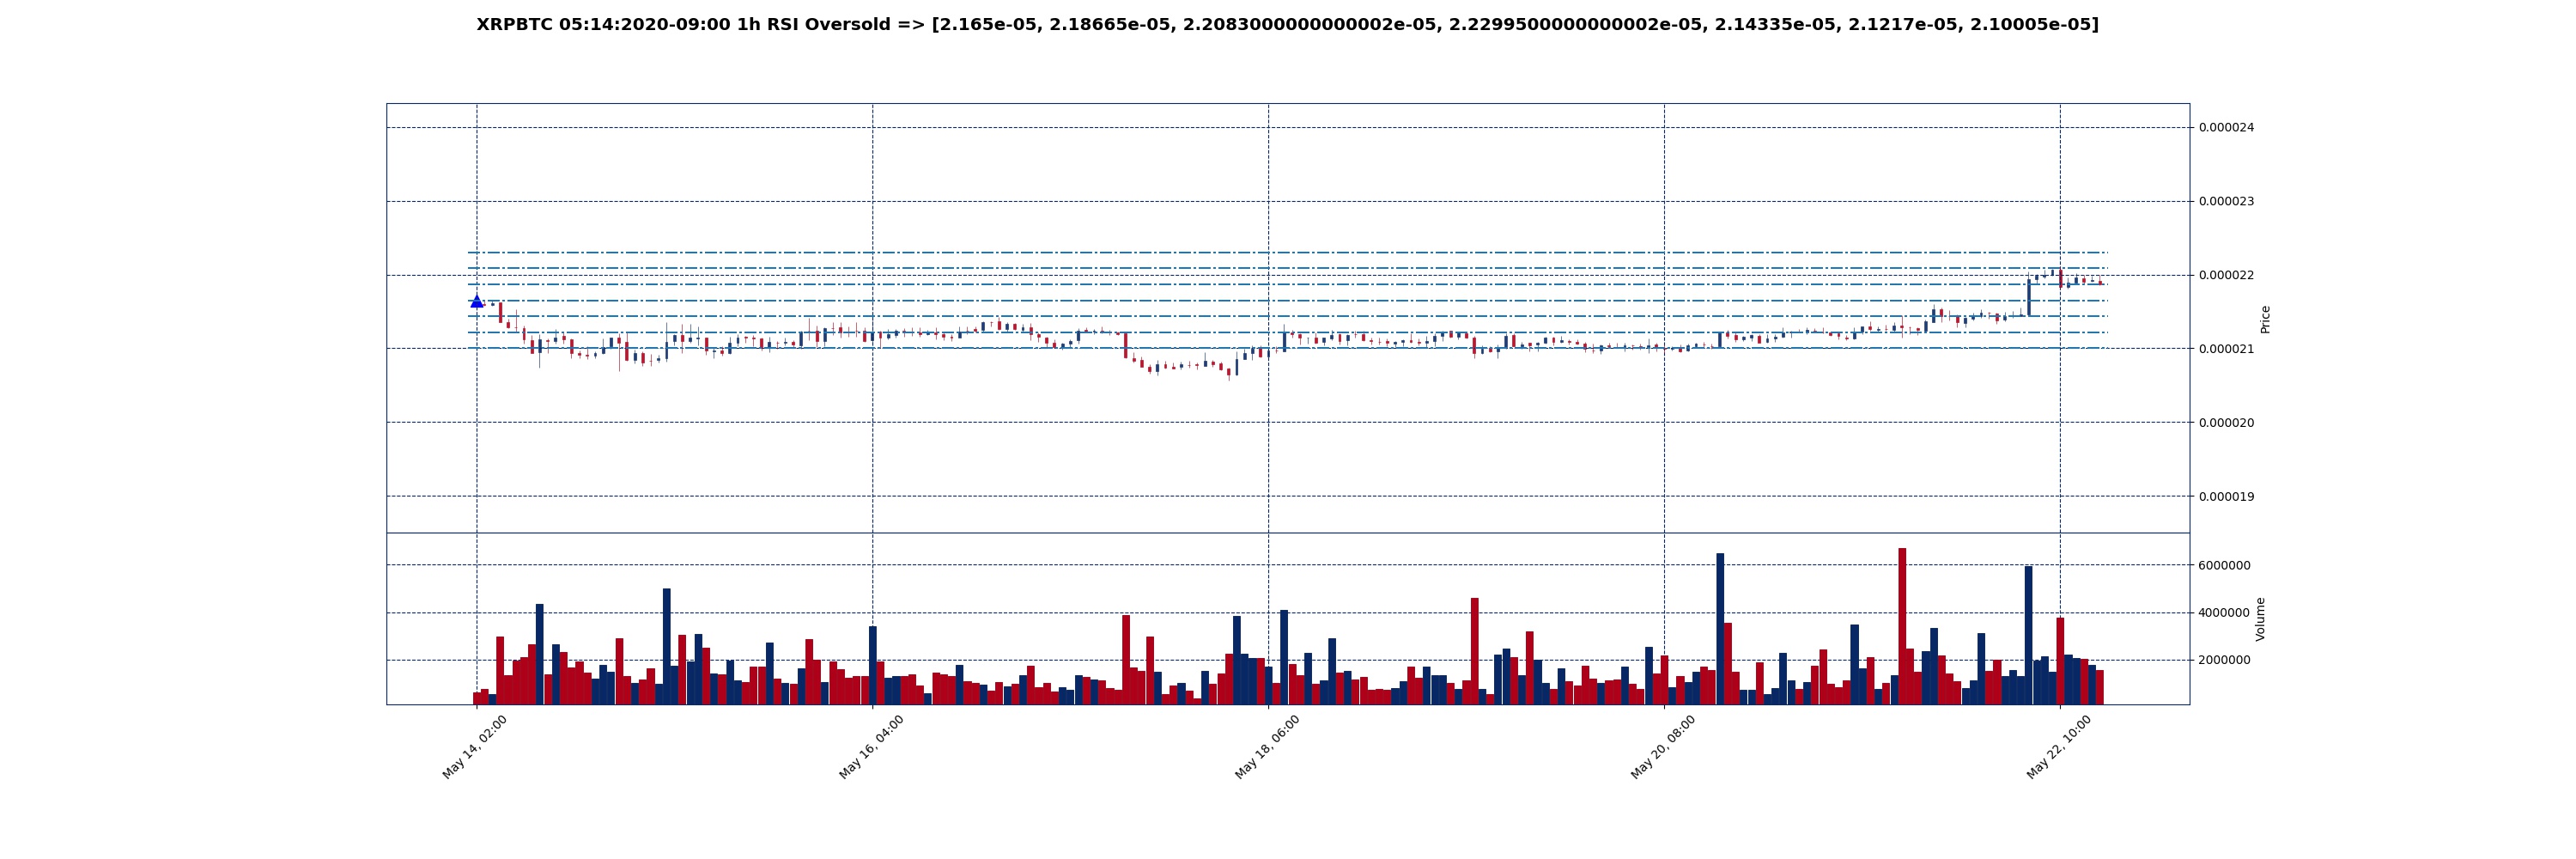 XRPBTC 05:14:2020-09:00 1h RSI Oversold => [2.165e-05, 2.18665e-05, 2.2083000000000002e-05, 2.2299500000000002e-05, 2.14335e-05, 2.1217e-05, 2.10005e-05]
0.000024
0.000023
0.000022
0.000021
0.000020
0.000019
Price
6000000
4000000
2000000
Volume
May 14, 02:00
May 16, 04:00
May 18, 06:00
May 20, 08:00
May 22, 10:00